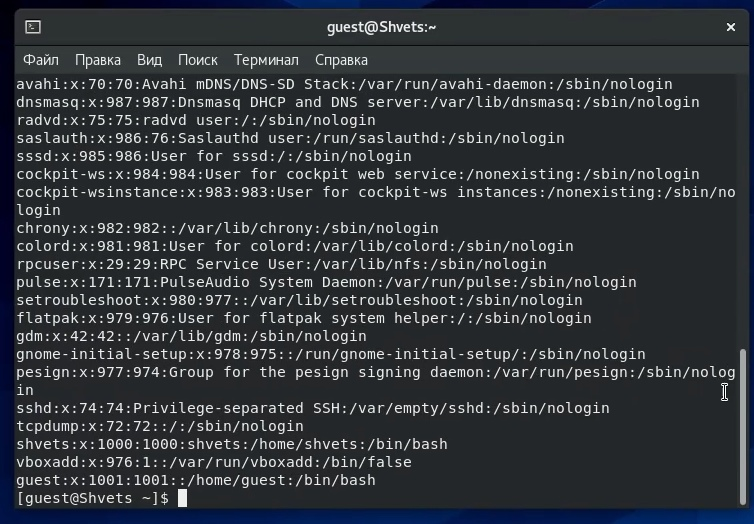 guest@Shvets:~
Файл Правка Вид Поиск Терминал Справка
avahi:x:70:70:Avahi mDNS/DNS-SD Stack:/var/run/avahi-daemon:/sbin/nologin
dnsmasq:x:987:987:Dnsmasq DHCP and DNS server:/var/lib/dnsmasq:/sbin/nologin
radvd:x:75:75:radvd user:/:/sbin/nologin
saslauth:x:986:76:Saslauthd user:/run/saslauthd:/sbin/nologin
sssd:x:985:986:User for sssd:/:/sbin/nologin
cockpit-ws:x:984:984:User for cockpit web service:/nonexisting:/sbin/nologin
cockpit-wsinstance:x:983:983:User for cockpit-ws instances:/nonexisting:/sbin/no
login
chrony:x:982:982::/var/lib/chrony:/sbin/nologin
colord:x:981:981:User for colord:/var/lib/colord:/sbin/nologin
rpcuser:x:29:29:RPC Service User:/var/lib/nfs:/sbin/nologin
pulse:x:171:171:PulseAudio System Daemon:/var/run/pulse:/sbin/nologin
setroubleshoot:x:980:977::/var/lib/setroubleshoot:/sbin/nologin
flatpak:x:979:976:User for flatpak system helper:/:/sbin/nologin
gdm:x:42:42::/var/lib/gdm:/sbin/nologin
gnome-initial-setup:x:978:975::/run/gnome-initial-setup/:/sbin/nologin
pesign:x:977:974:Group for the pesign signing daemon:/var/run/pesign:/sbin/nolog
in
sshd:x:74:74:Privilege-separated SSH:/var/empty/sshd:/sbin/nologin
tcpdump:x:72:72::/:/sbin/nologin
shvets:x:1000:1000:shvets:/home/shvets:/bin/bash
vboxadd:x:976:1::/var/run/vboxadd:/bin/false
guest:x:1001:1001::/home/guest:/bin/bash
[guest@Shvets ~]$